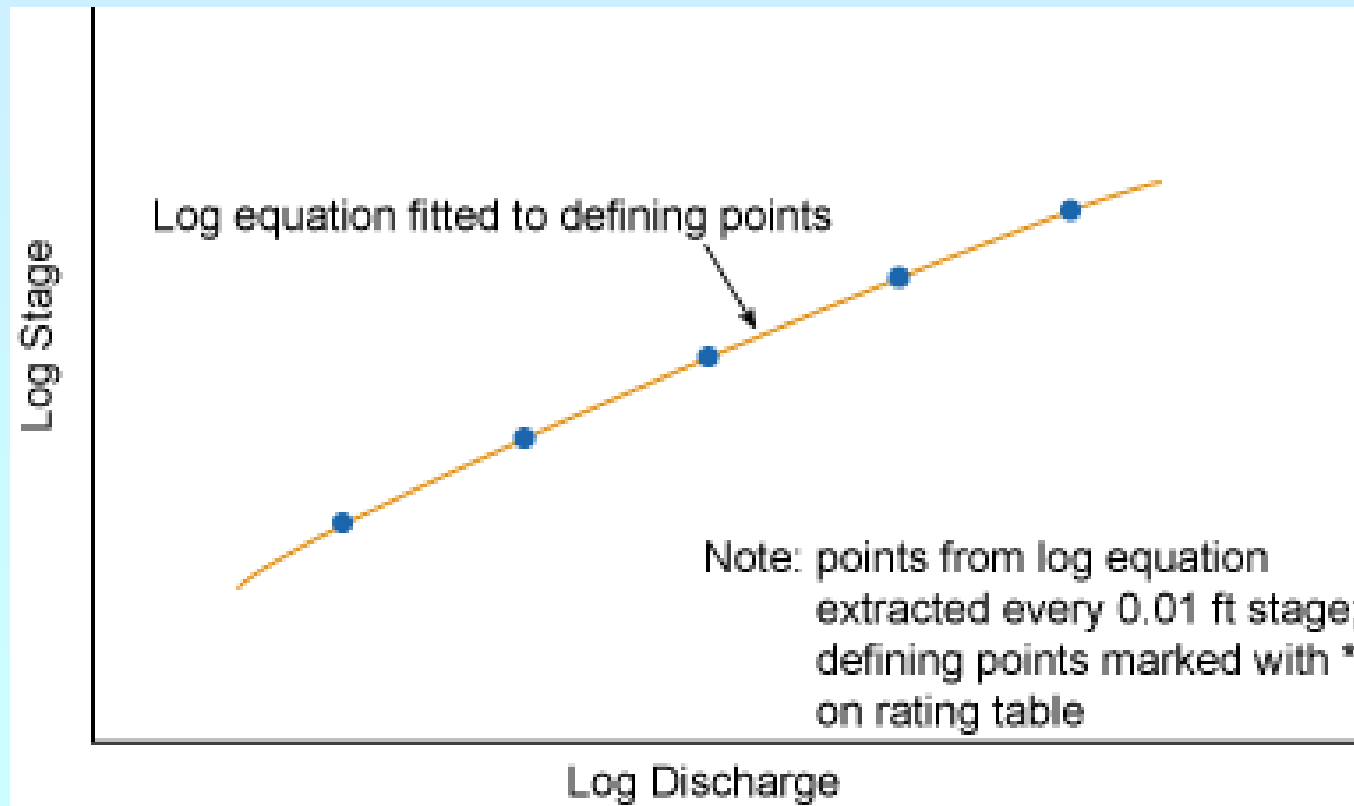 Log equation fitted to defining points
Log Stage
Note: points from log equation
extracted every 0.01 ft stage;
defining points marked with *
on rating table
Log Discharge